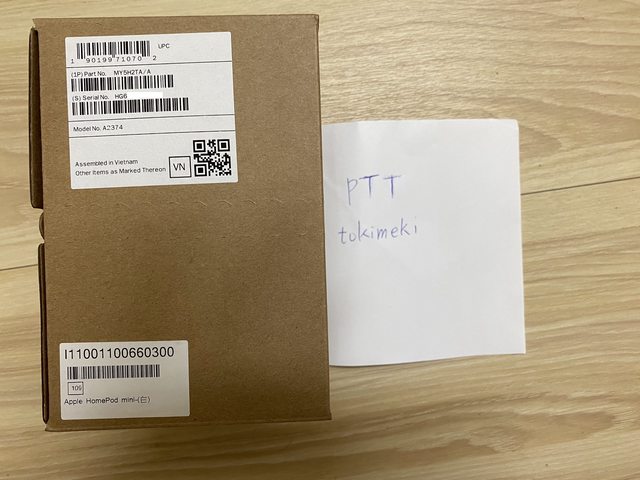 UPC
1 90199 71070 2
(1P) Part No. MY5H2TA/A
(S) Serial No. HG6
Model No. A2374
Assembled in Vietnam
Other Items as Marked Thereon
VN
I11001100660300
109
Apple HomePod mini-(白)
PTT
tokimeki